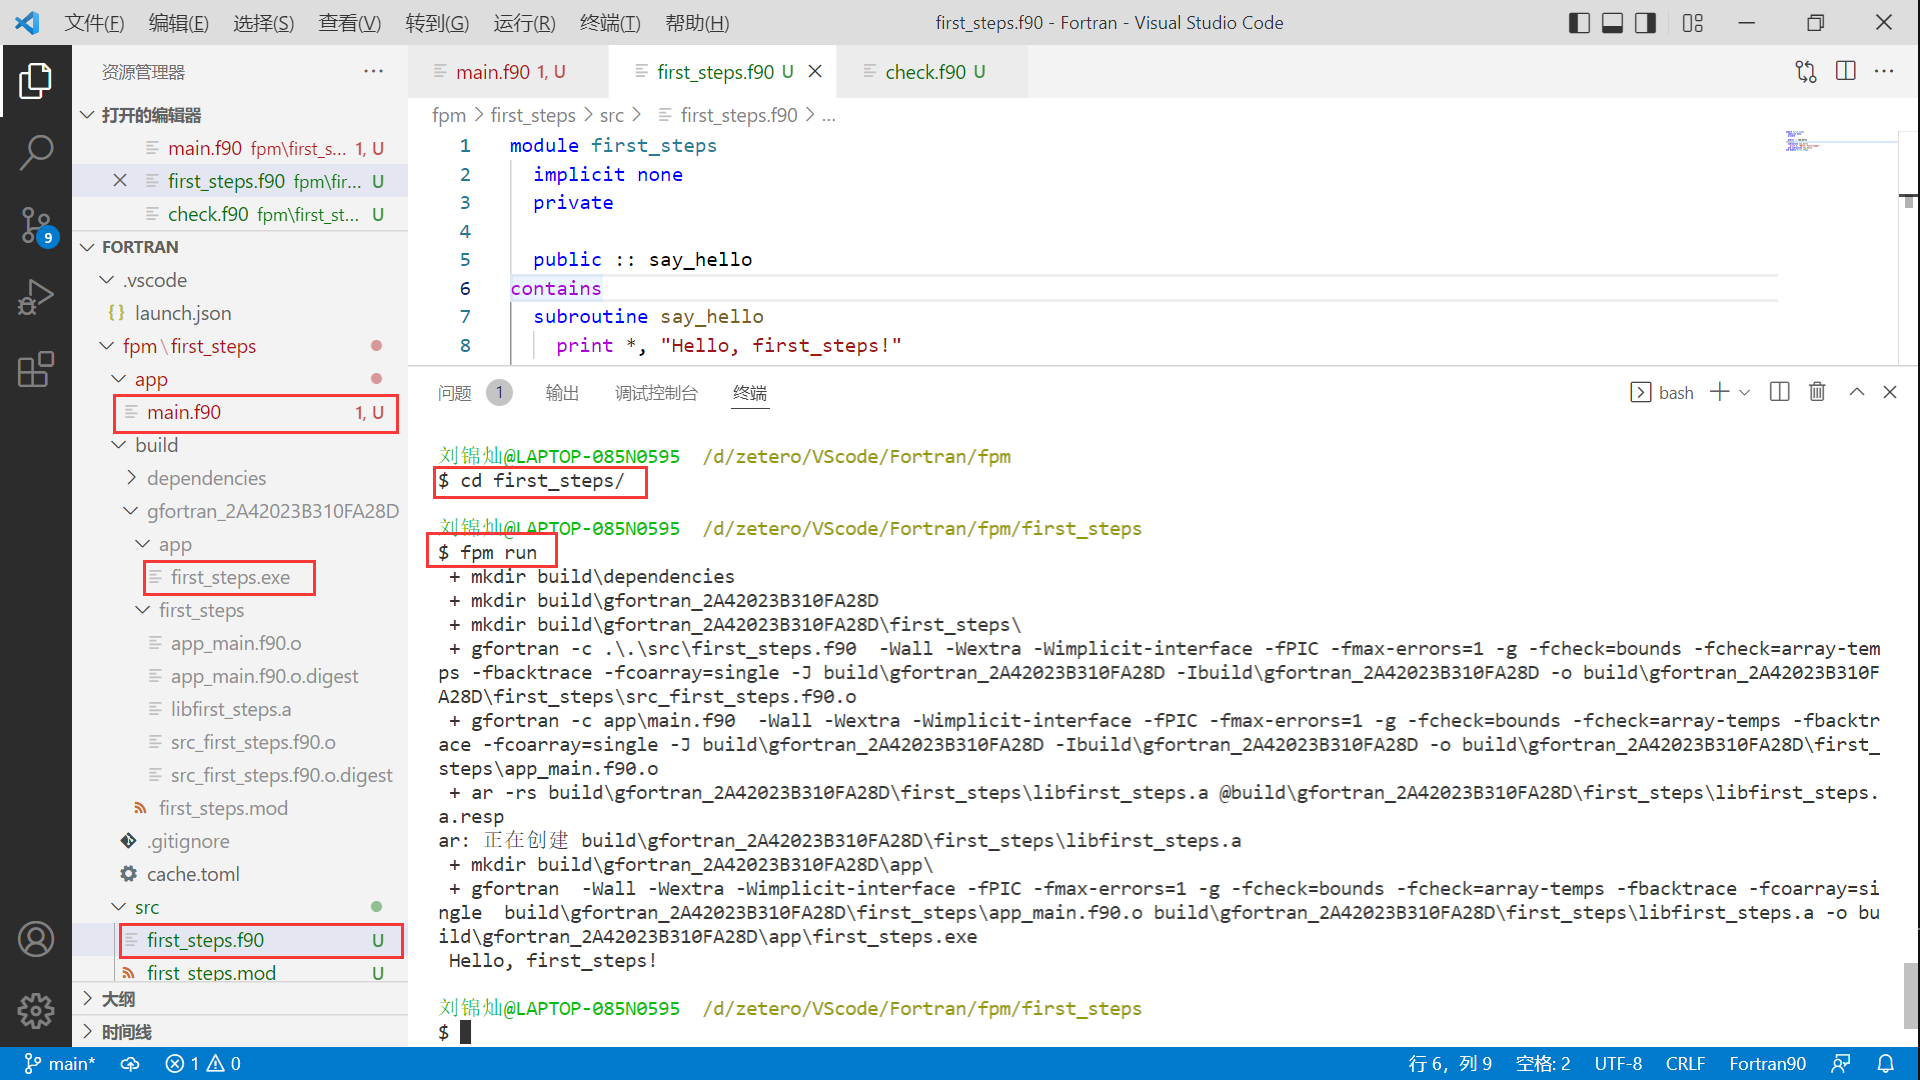 文件(F) 编辑(E) 选择(S) 查看(V) 转到(G) 运行(R) 终端(T) 帮助(H) first_steps.f90 - Fortran - Visual Studio Code
资源管理器
打开的编辑器
main.f90 fpm\first_s... 1, U
first_steps.f90 fpm\fir... U
check.f90 fpm\first_st... U
9
FORTRAN
.vscode
{} launch.json
fpm \ first_steps
app
main.f90 1, U
build
dependencies
gfortran_2A42023B310FA28D
app
first_steps.exe
first_steps
app_main.f90.o
app_main.f90.o.digest
libfirst_steps.a
src_first_steps.f90.o
src_first_steps.f90.o.digest
first_steps.mod
.gitignore
cache.toml
src
first_steps.f90 U
first_steps.mod U
大纲
时间线
main.f90 1, U first_steps.f90 U check.f90 U
fpm > first_steps > src > first_steps.f90 > ...
1 module first_steps
2 implicit none
3 private
4
5 public :: say_hello
6 contains
7 subroutine say_hello
8 print *, "Hello, first_steps!"
问题 1 输出 调试控制台 终端 bash
刘锦灿@LAPTOP-085N0595 /d/zetero/VScode/Fortran/fpm
$ cd first_steps/
刘锦灿@LAPTOP-085N0595 /d/zetero/VScode/Fortran/fpm/first_steps
$ fpm run
+ mkdir build\dependencies
+ mkdir build\gfortran_2A42023B310FA28D
+ mkdir build\gfortran_2A42023B310FA28D\first_steps\
+ gfortran -c .\.\src\first_steps.f90 -Wall -Wextra -Wimplicit-interface -fPIC -fmax-errors=1 -g -fcheck=bounds -fcheck=array-tem
ps -fbacktrace -fcoarray=single -J build\gfortran_2A42023B310FA28D -Ibuild\gfortran_2A42023B310FA28D -o build\gfortran_2A42023B310F
A28D\first_steps\src_first_steps.f90.o
+ gfortran -c app\main.f90 -Wall -Wextra -Wimplicit-interface -fPIC -fmax-errors=1 -g -fcheck=bounds -fcheck=array-temps -fbacktr
ace -fcoarray=single -J build\gfortran_2A42023B310FA28D -Ibuild\gfortran_2A42023B310FA28D -o build\gfortran_2A42023B310FA28D\first_
steps\app_main.f90.o
+ ar -rs build\gfortran_2A42023B310FA28D\first_steps\libfirst_steps.a @build\gfortran_2A42023B310FA28D\first_steps\libfirst_steps.
a.resp
ar: 正在创建 build\gfortran_2A42023B310FA28D\first_steps\libfirst_steps.a
+ mkdir build\gfortran_2A42023B310FA28D\app\
+ gfortran -Wall -Wextra -Wimplicit-interface -fPIC -fmax-errors=1 -g -fcheck=bounds -fcheck=array-temps -fbacktrace -fcoarray=si
ngle build\gfortran_2A42023B310FA28D\first_steps\app_main.f90.o build\gfortran_2A42023B310FA28D\first_steps\libfirst_steps.a -o bu
ild\gfortran_2A42023B310FA28D\app\first_steps.exe
Hello, first_steps!
刘锦灿@LAPTOP-085N0595 /d/zetero/VScode/Fortran/fpm/first_steps
$
main* 1 0 行 6，列 9 空格: 2 UTF-8 CRLF Fortran90